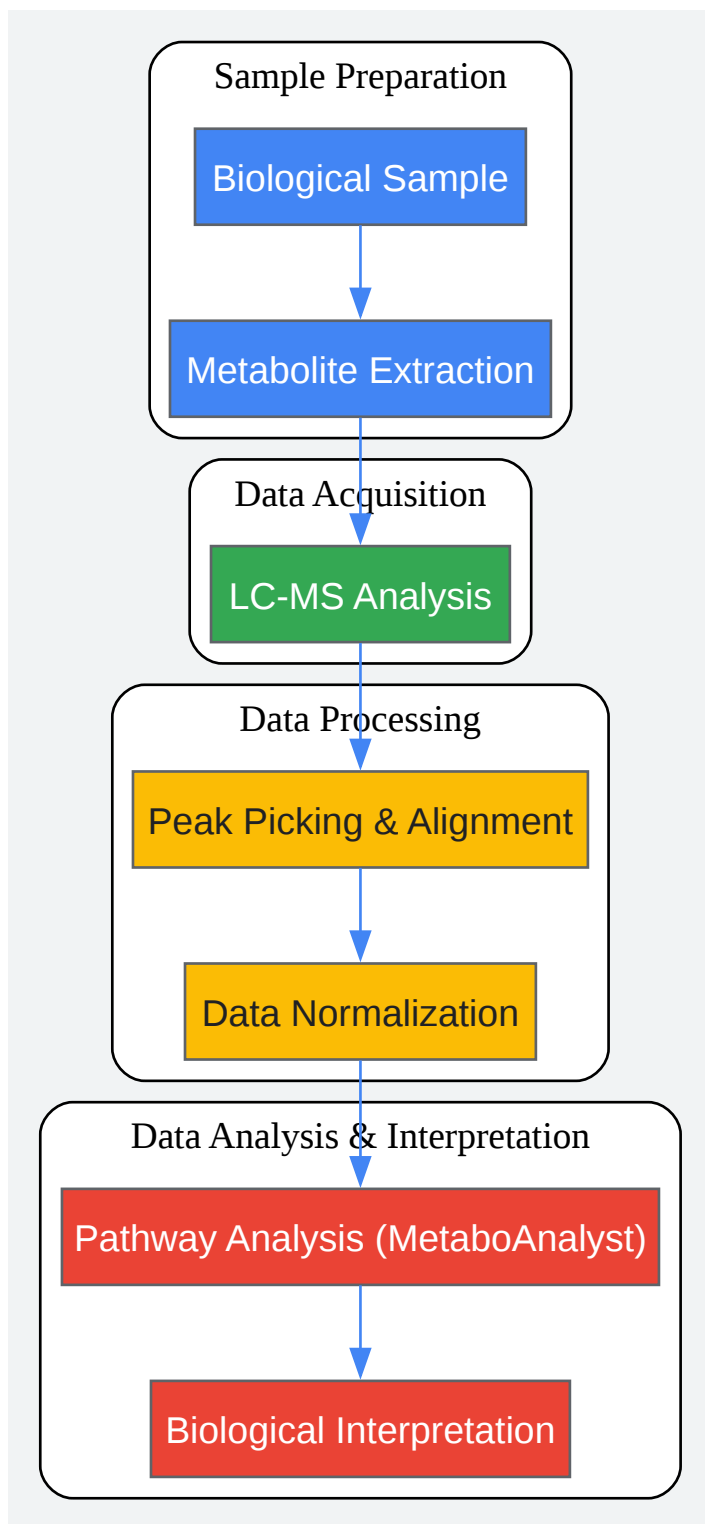 Sample Preparation
Biological Sample
Metabolite Extraction
Data Acquisition
LC-MS Analysis
Data Processing
Peak Picking & Alignment
Data Normalization
Data Analysis & Interpretation
Pathway Analysis (MetaboAnalyst)
Biological Interpretation